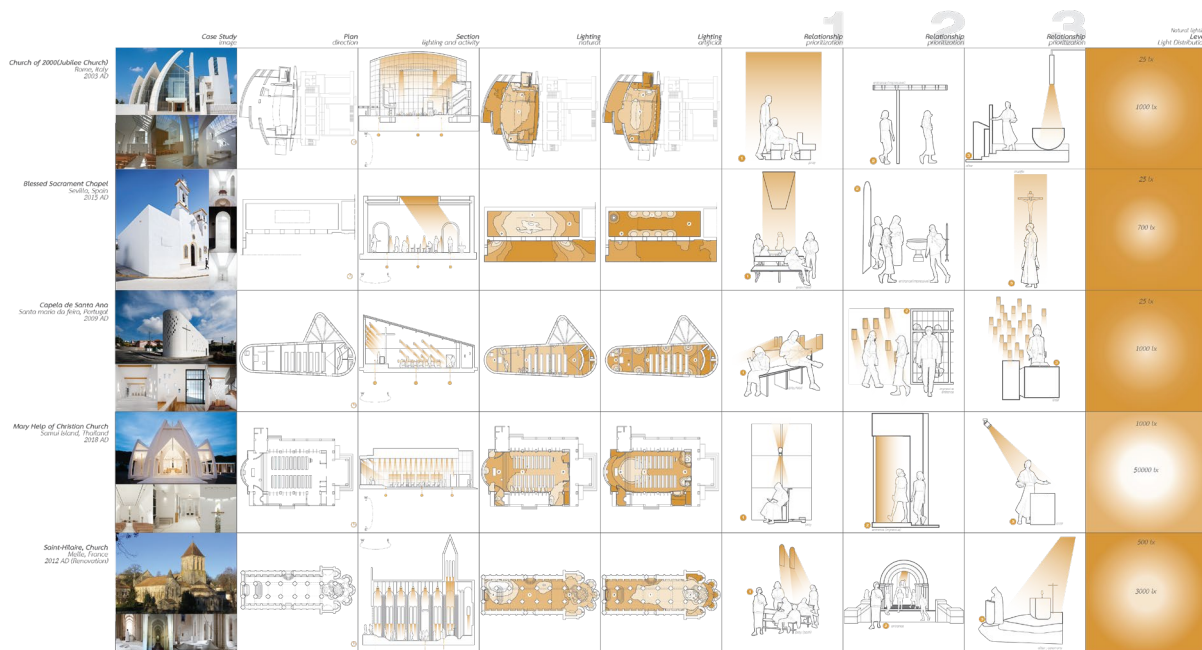 1
2
3
Case Study
image
Plan
direction
Section
lighting and activity
Lighting
natural
Lighting
artificial
Relationship
prioritization
Relationship
prioritization
Relationship
prioritization
Natural lighting
Level
Light Distribution
Church of 2000(Jubilee Church)
Rome, Italy
2003 AD
25 lx
1000 lx
Blessed Sacrament Chapel
Sevilla, Spain
2015 AD
25 lx
700 lx
Capela de Santa Ana
Santa maria da feira, Portugal
2009 AD
25 lx
1000 lx
Mary Help of Christian Church
Samui Island, Thailand
2018 AD
1000 lx
50000 lx
Saint-Hilaire, Church
Melle, France
2012 AD (Renovation)
500 lx
3000 lx